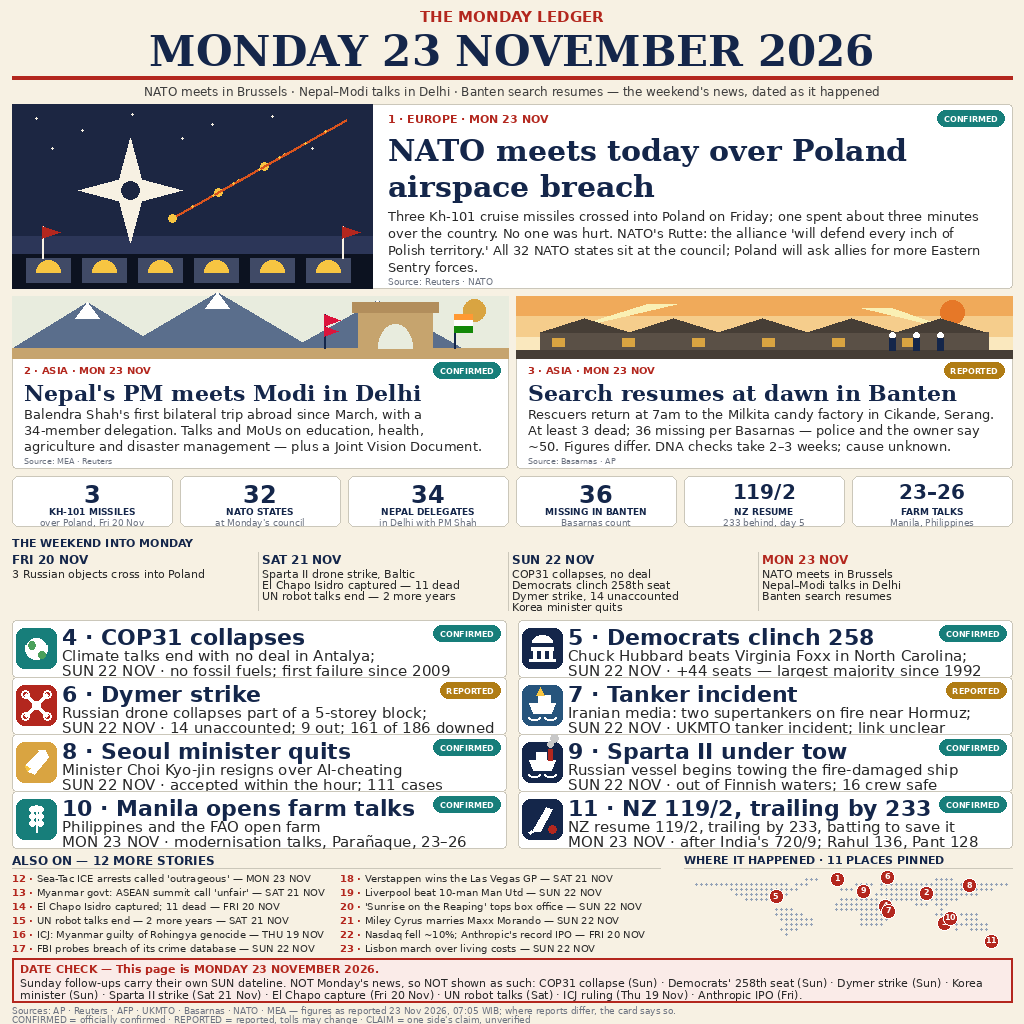 THE MONDAY LEDGER
MONDAY 23 NOVEMBER 2026
NATO meets in Brussels · Nepal–Modi talks in Delhi · Banten search resumes — the weekend's news, dated as it happened
1 · EUROPE · MON 23 NOV
CONFIRMED
NATO meets today over Poland
airspace breach
Three Kh-101 cruise missiles crossed into Poland on Friday; one spent about three minutes
over the country. No one was hurt. NATO's Rutte: the alliance 'will defend every inch of
Polish territory.' All 32 NATO states sit at the council; Poland will ask allies for more Eastern
Sentry forces.
Source: Reuters · NATO
2 · ASIA · MON 23 NOV
CONFIRMED
Nepal's PM meets Modi in Delhi
Balendra Shah's first bilateral trip abroad since March, with a
34-member delegation. Talks and MoUs on education, health,
agriculture and disaster management — plus a Joint Vision Document.
Source: MEA · Reuters
3 · ASIA · MON 23 NOV
REPORTED
Search resumes at dawn in Banten
Rescuers return at 7am to the Milkita candy factory in Cikande, Serang.
At least 3 dead; 36 missing per Basarnas — police and the owner say
~50. Figures differ. DNA checks take 2–3 weeks; cause unknown.
Source: Basarnas · AP
3
KH-101 MISSILES
over Poland, Fri 20 Nov
32
NATO STATES
at Monday's council
34
NEPAL DELEGATES
in Delhi with PM Shah
36
MISSING IN BANTEN
Basarnas count
119/2
NZ RESUME
233 behind, day 5
23–26
FARM TALKS
Manila, Philippines
THE WEEKEND INTO MONDAY
FRI 20 NOV
3 Russian objects cross into Poland
SAT 21 NOV
Sparta II drone strike, Baltic
El Chapo Isidro captured — 11 dead
UN robot talks end — 2 more years
SUN 22 NOV
COP31 collapses, no deal
Democrats clinch 258th seat
Dymer strike, 14 unaccounted
Korea minister quits
MON 23 NOV
NATO meets in Brussels
Nepal–Modi talks in Delhi
Banten search resumes
4 · COP31 collapses
CONFIRMED
Climate talks end with no deal in Antalya;
SUN 22 NOV · no fossil fuels; first failure since 2009
5 · Democrats clinch 258
CONFIRMED
Chuck Hubbard beats Virginia Foxx in North Carolina;
SUN 22 NOV · +44 seats — largest majority since 1992
6 · Dymer strike
REPORTED
Russian drone collapses part of a 5-storey block;
SUN 22 NOV · 14 unaccounted; 9 out; 161 of 186 downed
7 · Tanker incident
REPORTED
Iranian media: two supertankers on fire near Hormuz;
SUN 22 NOV · UKMTO tanker incident; link unclear
8 · Seoul minister quits
CONFIRMED
Minister Choi Kyo-jin resigns over AI-cheating
SUN 22 NOV · accepted within the hour; 111 cases
9 · Sparta II under tow
CONFIRMED
Russian vessel begins towing the fire-damaged ship
SUN 22 NOV · out of Finnish waters; 16 crew safe
10 · Manila opens farm talks
CONFIRMED
Philippines and the FAO open farm
MON 23 NOV · modernisation talks, Parañaque, 23–26
11 · NZ 119/2, trailing by 233
CONFIRMED
NZ resume 119/2, trailing by 233, batting to save it
MON 23 NOV · after India's 720/9; Rahul 136, Pant 128
ALSO ON — 12 MORE STORIES
12 · Sea-Tac ICE arrests called 'outrageous' — MON 23 NOV
13 · Myanmar govt: ASEAN summit call 'unfair' — SAT 21 NOV
14 · El Chapo Isidro captured; 11 dead — FRI 20 NOV
15 · UN robot talks end — 2 more years — SAT 21 NOV
16 · ICJ: Myanmar guilty of Rohingya genocide — THU 19 NOV
17 · FBI probes breach of its crime database — SUN 22 NOV
18 · Verstappen wins the Las Vegas GP — SAT 21 NOV
19 · Liverpool beat 10-man Man Utd — SUN 22 NOV
20 · 'Sunrise on the Reaping' tops box office — SUN 22 NOV
21 · Miley Cyrus marries Maxx Morando — SUN 22 NOV
22 · Nasdaq fell ~10%; Anthropic's record IPO — FRI 20 NOV
23 · Lisbon march over living costs — SUN 22 NOV
WHERE IT HAPPENED · 11 PLACES PINNED
1
6
8
5
9
2
7
10
11
DATE CHECK — This page is MONDAY 23 NOVEMBER 2026.
Sunday follow-ups carry their own SUN dateline. NOT Monday's news, so NOT shown as such: COP31 collapse (Sun) · Democrats' 258th seat (Sun) · Dymer strike (Sun) · Korea
minister (Sun) · Sparta II strike (Sat 21 Nov) · El Chapo capture (Fri 20 Nov) · UN robot talks (Sat) · ICJ ruling (Thu 19 Nov) · Anthropic IPO (Fri).
Sources: AP · Reuters · AFP · UKMTO · Basarnas · NATO · MEA — figures as reported 23 Nov 2026, 07:05 WIB; where reports differ, the card says so.
CONFIRMED = officially confirmed · REPORTED = reported, tolls may change · CLAIM = one side's claim, unverified